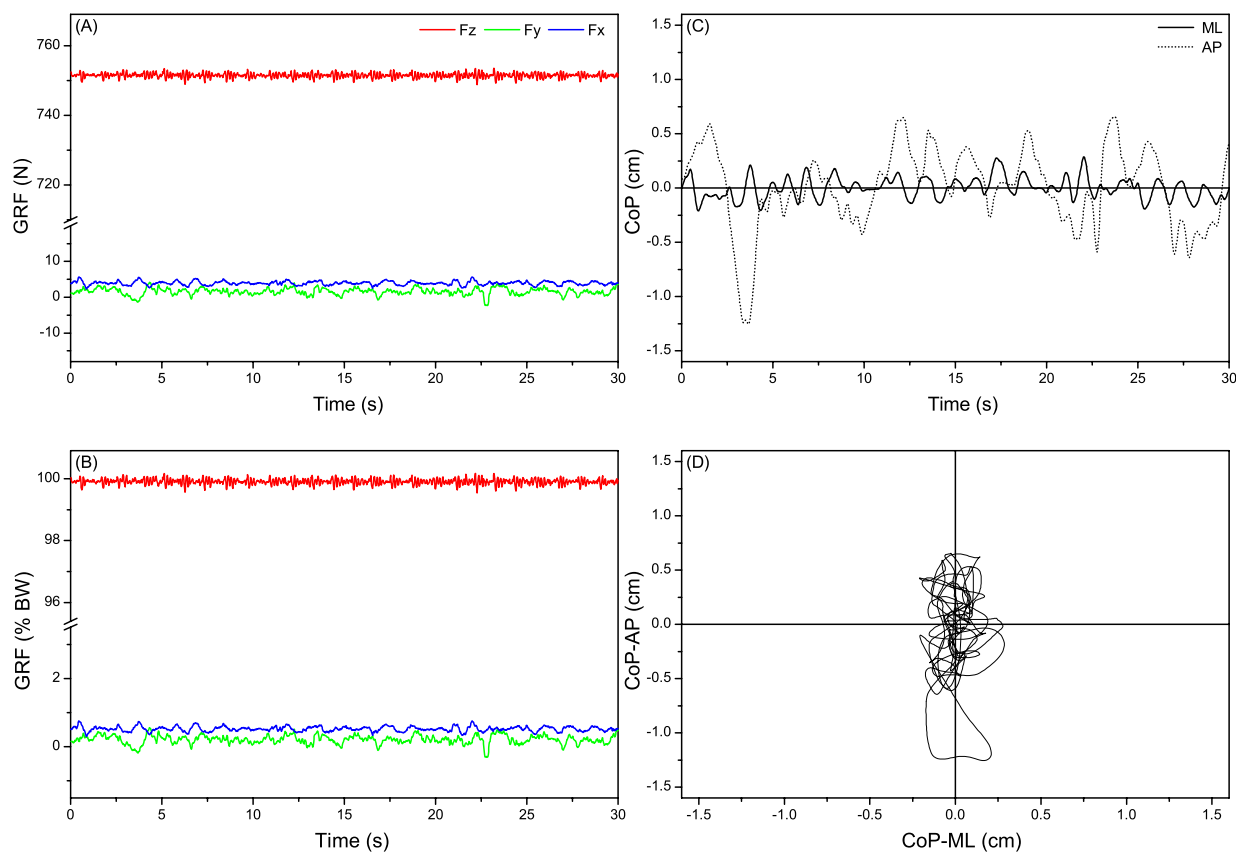 (A)
Fz Fy Fx
760
740
720
10
0
-10
GRF (N)
0 5 10 15 20 25 30
Time (s)
(C)
ML
AP
1.5
1.0
0.5
0.0
-0.5
-1.0
-1.5
CoP (cm)
0 5 10 15 20 25 30
Time (s)
(B)
100
98
96
2
0
GRF (% BW)
0 5 10 15 20 25 30
Time (s)
(D)
1.5
1.0
0.5
0.0
-0.5
-1.0
-1.5
CoP-AP (cm)
-1.5 -1.0 -0.5 0.0 0.5 1.0 1.5
CoP-ML (cm)